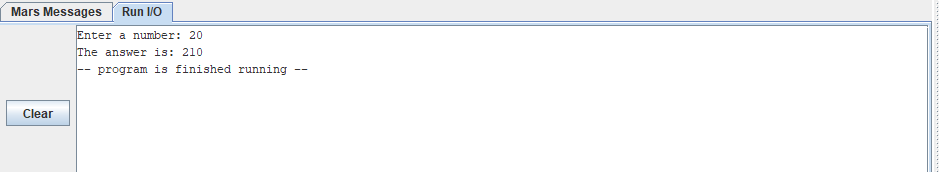 Mars Messages Run I/O
Enter a number: 20
The answer is: 210
-- program is finished running --
Clear